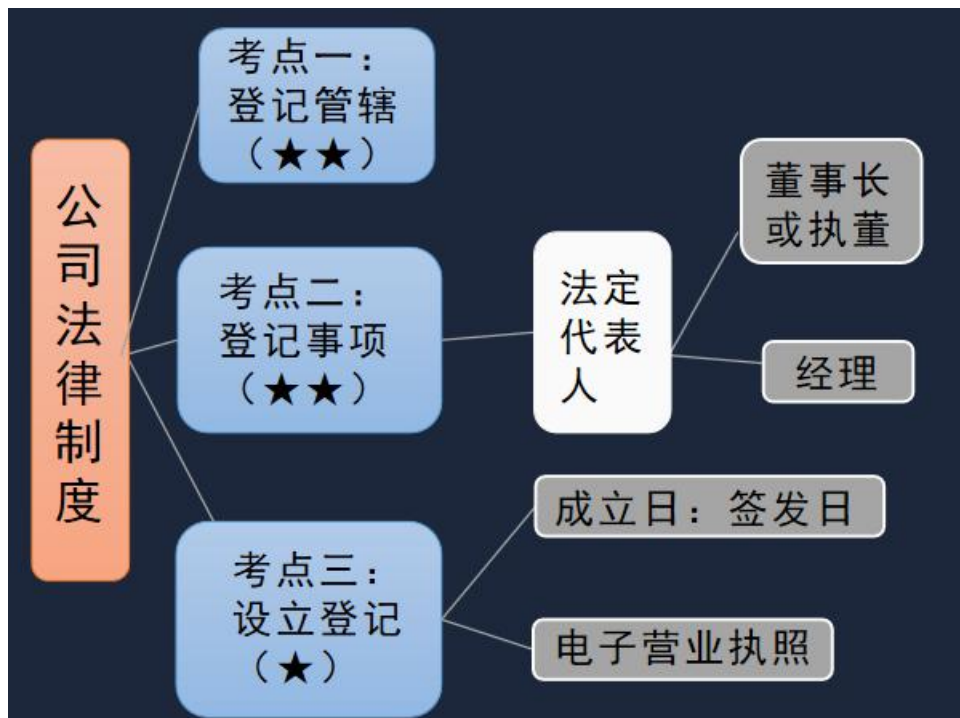 公司法律制度
考点一：
登记管辖
（★★）
考点二：
登记事项
（★★）
法定
代表
人
董事长
或执董
经理
考点三：
设立登记
（★）
成立日：签发日
电子营业执照